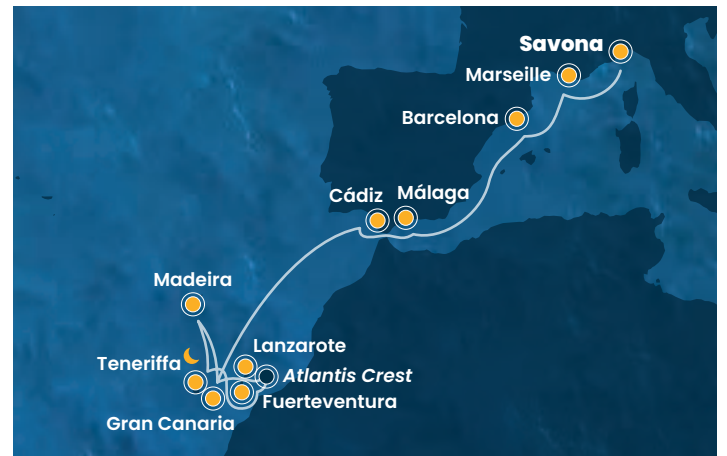 Savona
Marseille
Barcelona
Cádiz
Málaga
Madeira
Lanzarote
Teneriffa
Atlantis Crest
Fuerteventura
Gran Canaria